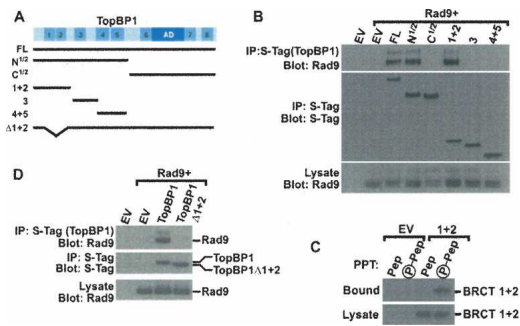 A
TopBP1
1 2 3 4 5 6 AD 7 8
FL
N1/2
C1/2
1+2
3
4+5
Δ1+2
B
Rad9+
EV EV FL N1/2 C1/2 1+2 3 4+5
IP:S-Tag(TopBP1)
Blot: Rad9
IP: S-Tag
Blot: S-Tag
Lysate
Blot: Rad9
D
Rad9+
EV EV TopBP1 TopBP1 Δ1+2
IP: S-Tag (TopBP1)
Blot: Rad9
Rad9
IP: S-Tag
Blot: S-Tag
TopBP1
TopBP1Δ1+2
Lysate
Blot: Rad9
Rad9
C
EV 1+2
PPT: Pep P-Pep Pep P-Pep
Bound BRCT 1+2
Lysate BRCT 1+2